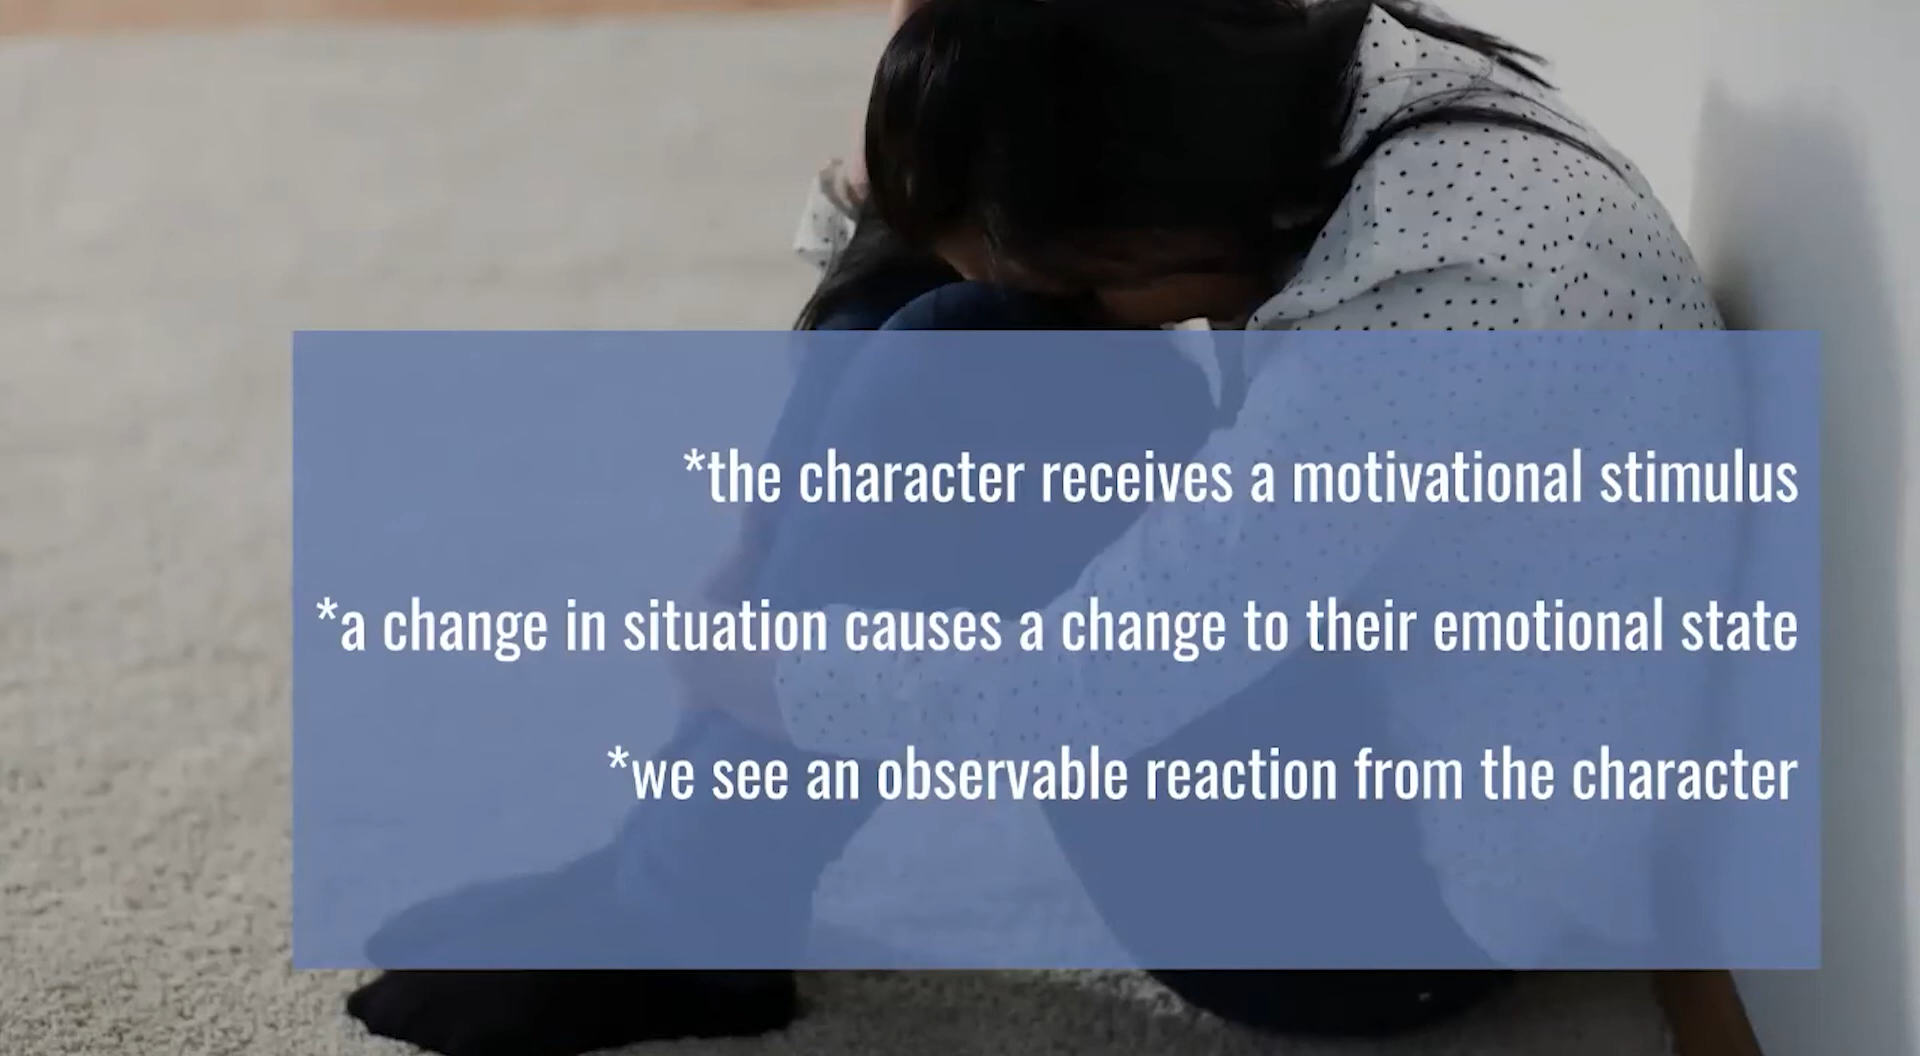 *the character receives a motivational stimulus
*a change in situation causes a change to their emotional state
*we see an observable reaction from the character